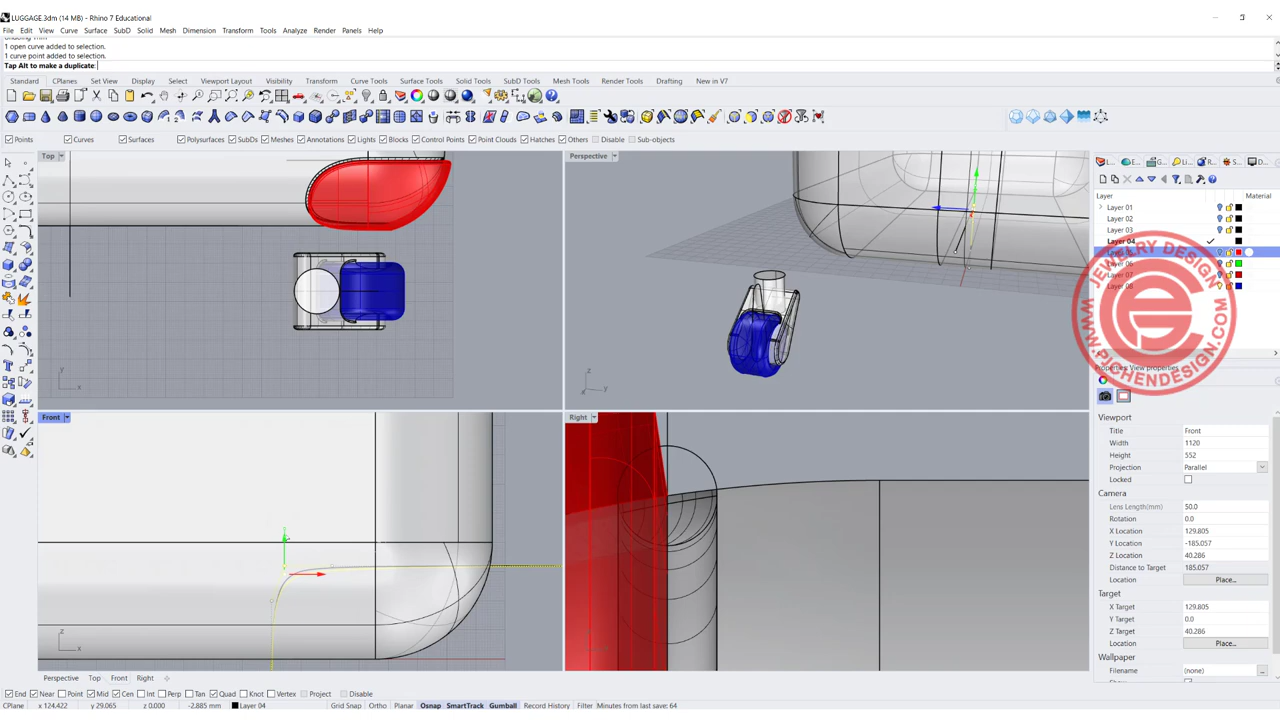 LUGGAGE.3dm (14 MB) - Rhino 7 Educational
File Edit View Curve Surface SubD Solid Mesh Dimension Transform Tools Analyze Render Panels Help
1 open curve added to selection.
1 curve point added to selection.
Tap Alt to make a duplicate:
Standard CPlanes Set View Display Select Viewport Layout Visibility Transform Curve Tools Surface Tools Solid Tools SubD Tools Mesh Tools Render Tools Drafting New in V7
Points Curves Surfaces Polysurfaces SubDs Meshes Annotations Lights Blocks Control Points Point Clouds Hatches Others Disable Sub-objects
Top
Perspective
Layer Material
Layer 01
Layer 02
Layer 03
Layer 04
Layer 06
Layer 07
Layer 08
JEWELRY DESIGN
WWW.PJCHENDESIGN.COM
y
x
z
x
y
Front
Right
Properties: View properties
Viewport
Title Front
Width 1120
Height 552
Projection Parallel
Locked
Camera
Lens Length(mm) 50.0
Rotation 0.0
X Location 129.805
Y Location -185.057
Z Location 40.286
Distance to Target 185.057
Location Place...
Target
X Target 129.805
Y Target 0.0
Z Target 40.286
Location Place...
Wallpaper
Filename (none)
z
x
Perspective Top Front Right
End Near Point Mid Cen Int Perp Tan Quad Knot Vertex Project Disable
CPlane x 124.422 y 29.065 z 0.000 -2.885 mm Layer 04 Grid Snap Ortho Planar Osnap SmartTrack Gumball Record History Filter Minutes from last save: 64